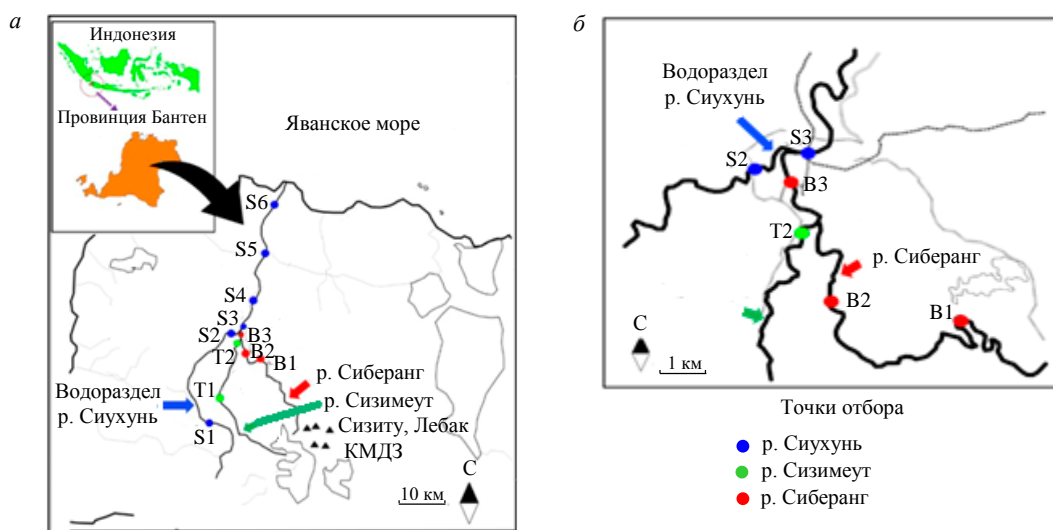 а
Индонезия
Провинция Бантен
Яванское море
S6
S5
S4
S3
S2
B3
T2
B2
B1
T1
S1
Водораздел
р. Сиухунь
р. Сиберанг
р. Сизимеут
Сизиту, Лебак
КМДЗ
С
10 км
б
Водораздел
р. Сиухунь
S3
S2
B3
T2
р. Сиберанг
B2
B1
С
1 км
Точки отбора
р. Сиухунь
р. Сизимеут
р. Сиберанг